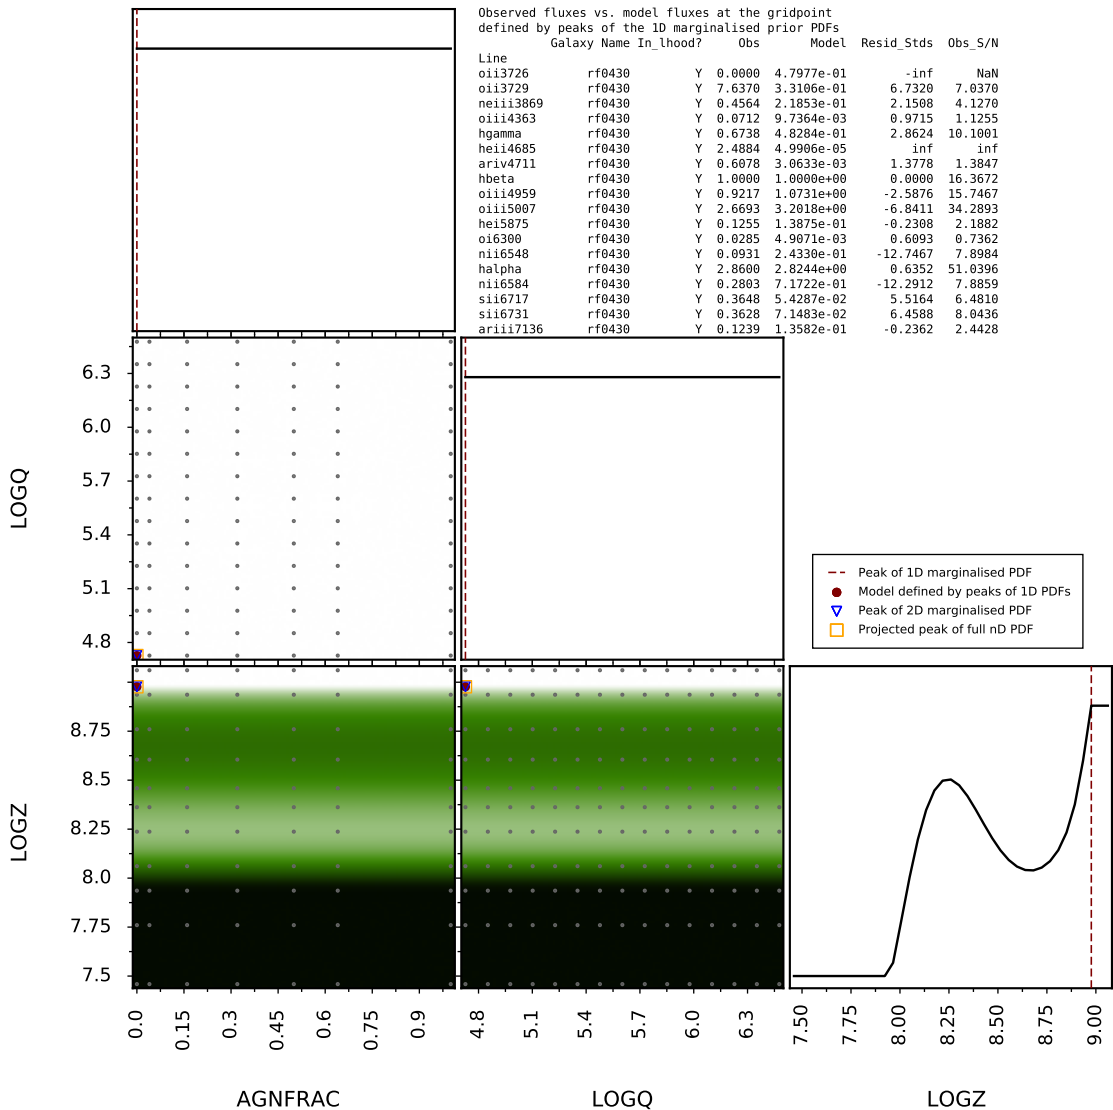 Observed fluxes vs. model fluxes at the gridpoint
defined by peaks of the 1D marginalised prior PDFs
Galaxy Name In_lhood? Obs Model Resid_Stds Obs_S/N
Line
oii3726 rf0430 Y 0.0000 4.7977e-01 -inf NaN
oii3729 rf0430 Y 7.6370 3.3106e-01 6.7320 7.0370
neiii3869 rf0430 Y 0.4564 2.1853e-01 2.1508 4.1270
oiii4363 rf0430 Y 0.0712 9.7364e-03 0.9715 1.1255
hgamma rf0430 Y 0.6738 4.8284e-01 2.8624 10.1001
heii4685 rf0430 Y 2.4884 4.9906e-05 inf inf
ariv4711 rf0430 Y 0.6078 3.0633e-03 1.3778 1.3847
hbeta rf0430 Y 1.0000 1.0000e+00 0.0000 16.3672
oiii4959 rf0430 Y 0.9217 1.0731e+00 -2.5876 15.7467
oiii5007 rf0430 Y 2.6693 3.2018e+00 -6.8411 34.2893
hei5875 rf0430 Y 0.1255 1.3875e-01 -0.2308 2.1882
oi6300 rf0430 Y 0.0285 4.9071e-03 0.6093 0.7362
nii6548 rf0430 Y 0.0931 2.4330e-01 -12.7467 7.8984
halpha rf0430 Y 2.8600 2.8244e+00 0.6352 51.0396
nii6584 rf0430 Y 0.2803 7.1722e-01 -12.2912 7.8859
sii6717 rf0430 Y 0.3648 5.4287e-02 5.5164 6.4810
sii6731 rf0430 Y 0.3628 7.1483e-02 6.4588 8.0436
ariii7136 rf0430 Y 0.1239 1.3582e-01 -0.2362 2.4428
LOGQ
6.3
6.0
5.7
5.4
5.1
4.8
Peak of 1D marginalised PDF
Model defined by peaks of 1D PDFs
Peak of 2D marginalised PDF
Projected peak of full nD PDF
LOGZ
8.75
8.5
8.25
8.0
7.75
7.5
0.0 0.15 0.3 0.45 0.6 0.75 0.9
4.8 5.1 5.4 5.7 6.0 6.3
7.50 7.75 8.00 8.25 8.50 8.75 9.00
AGNFRAC LOGQ LOGZ